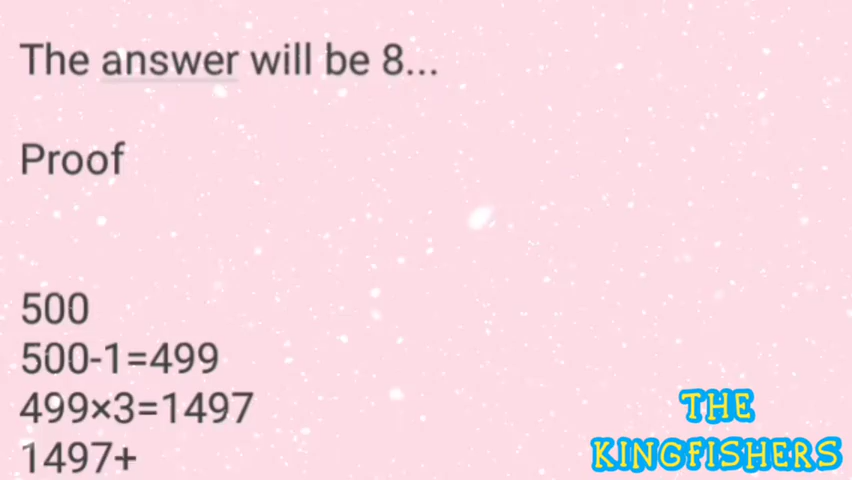 The answer will be 8...
Proof
500
500-1=499
499×3=1497
1497+
THE
KINGFISHERS